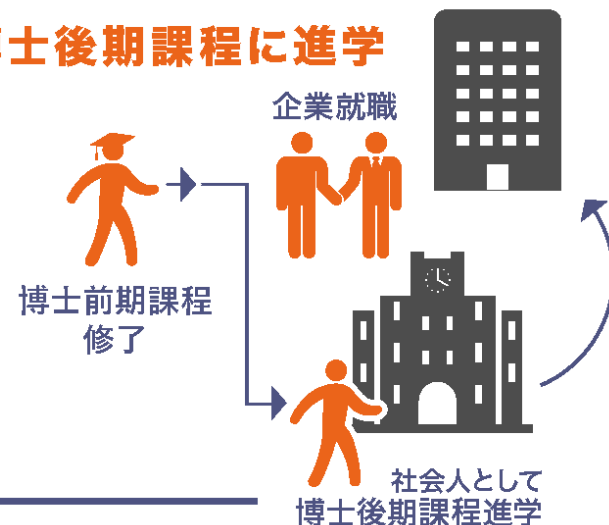 士後期課程に進学
企業就職
博士前期課程
修了
社会人として
博士後期課程進学